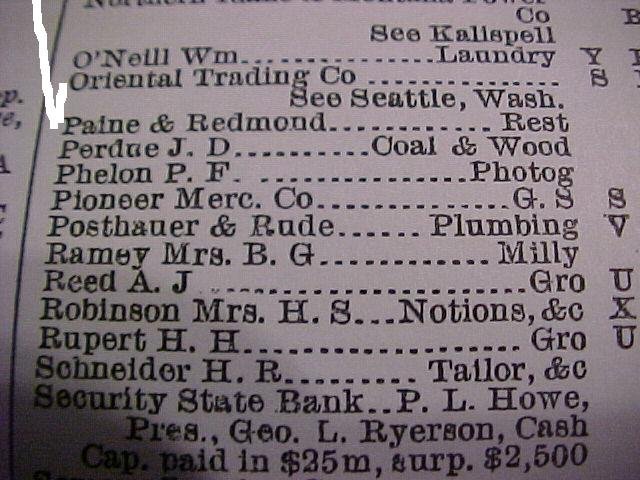 Co B
See Kalispell
O'Neill Wm..............Laundry Y
Oriental Trading Co .............. S
See Seattle, Wash.
Paine & Redmond........... Rest
Perdue J. D..........Coal & Wood
Phelon P. F. ..............Photog
Pioneer Merc. Co..............G. S S
Posthauer & Rude...... Plumbing V
Ramey Mrs. B. G............ Milly
Reed A. J ......................Gro U
Robinson Mrs. H. S...Notions, &c X
Rupert H. H................... Gro U
Schneider H. R......... Tailor, &c
Security State Bank..P. L. Howe,
Pres., Geo. L. Ryerson, Cash
Cap. paid in $25m, surp. $2,500